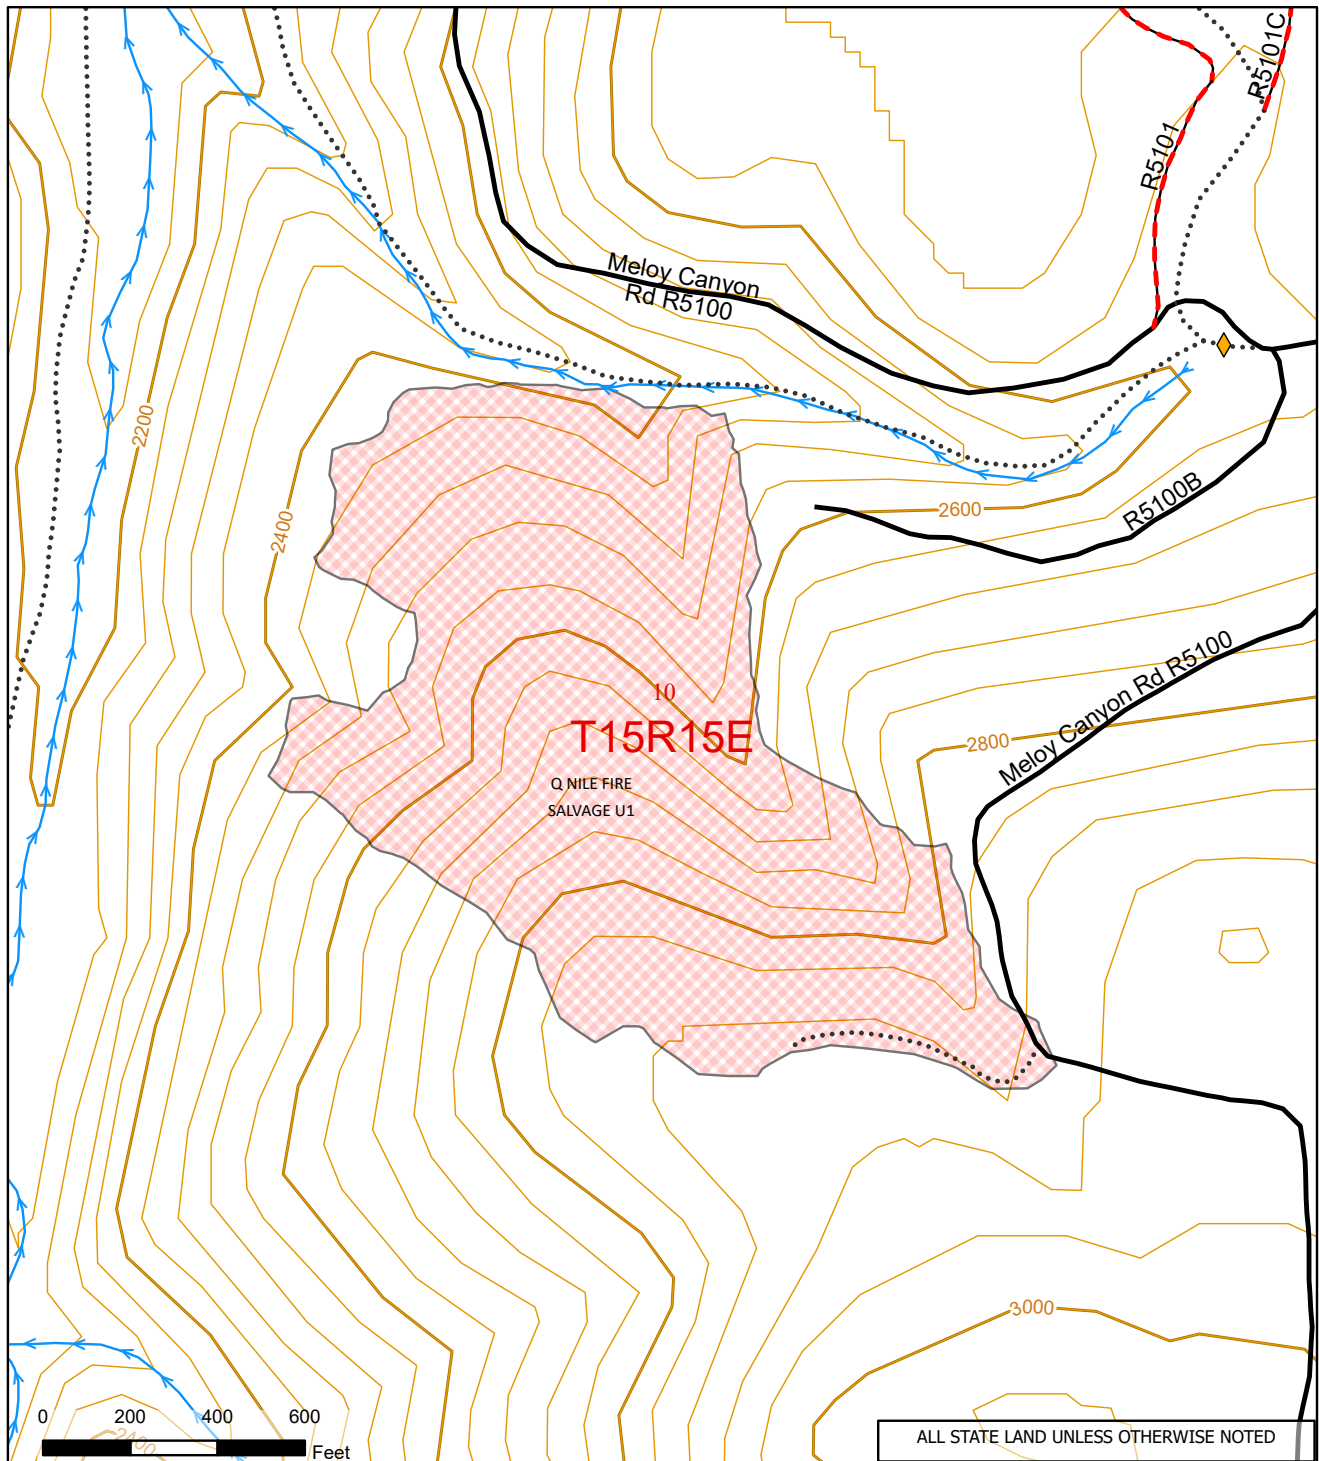 R5101C
R5101
Meloy Canyon
Rd R5100
2200
2400
2600
R5100B
Meloy Canyon Rd R5100
10
T15R15E
2800
Q NILE FIRE
SALVAGE U1
3000
0 200 400 600
Feet
2400
ALL STATE LAND UNLESS OTHERWISE NOTED